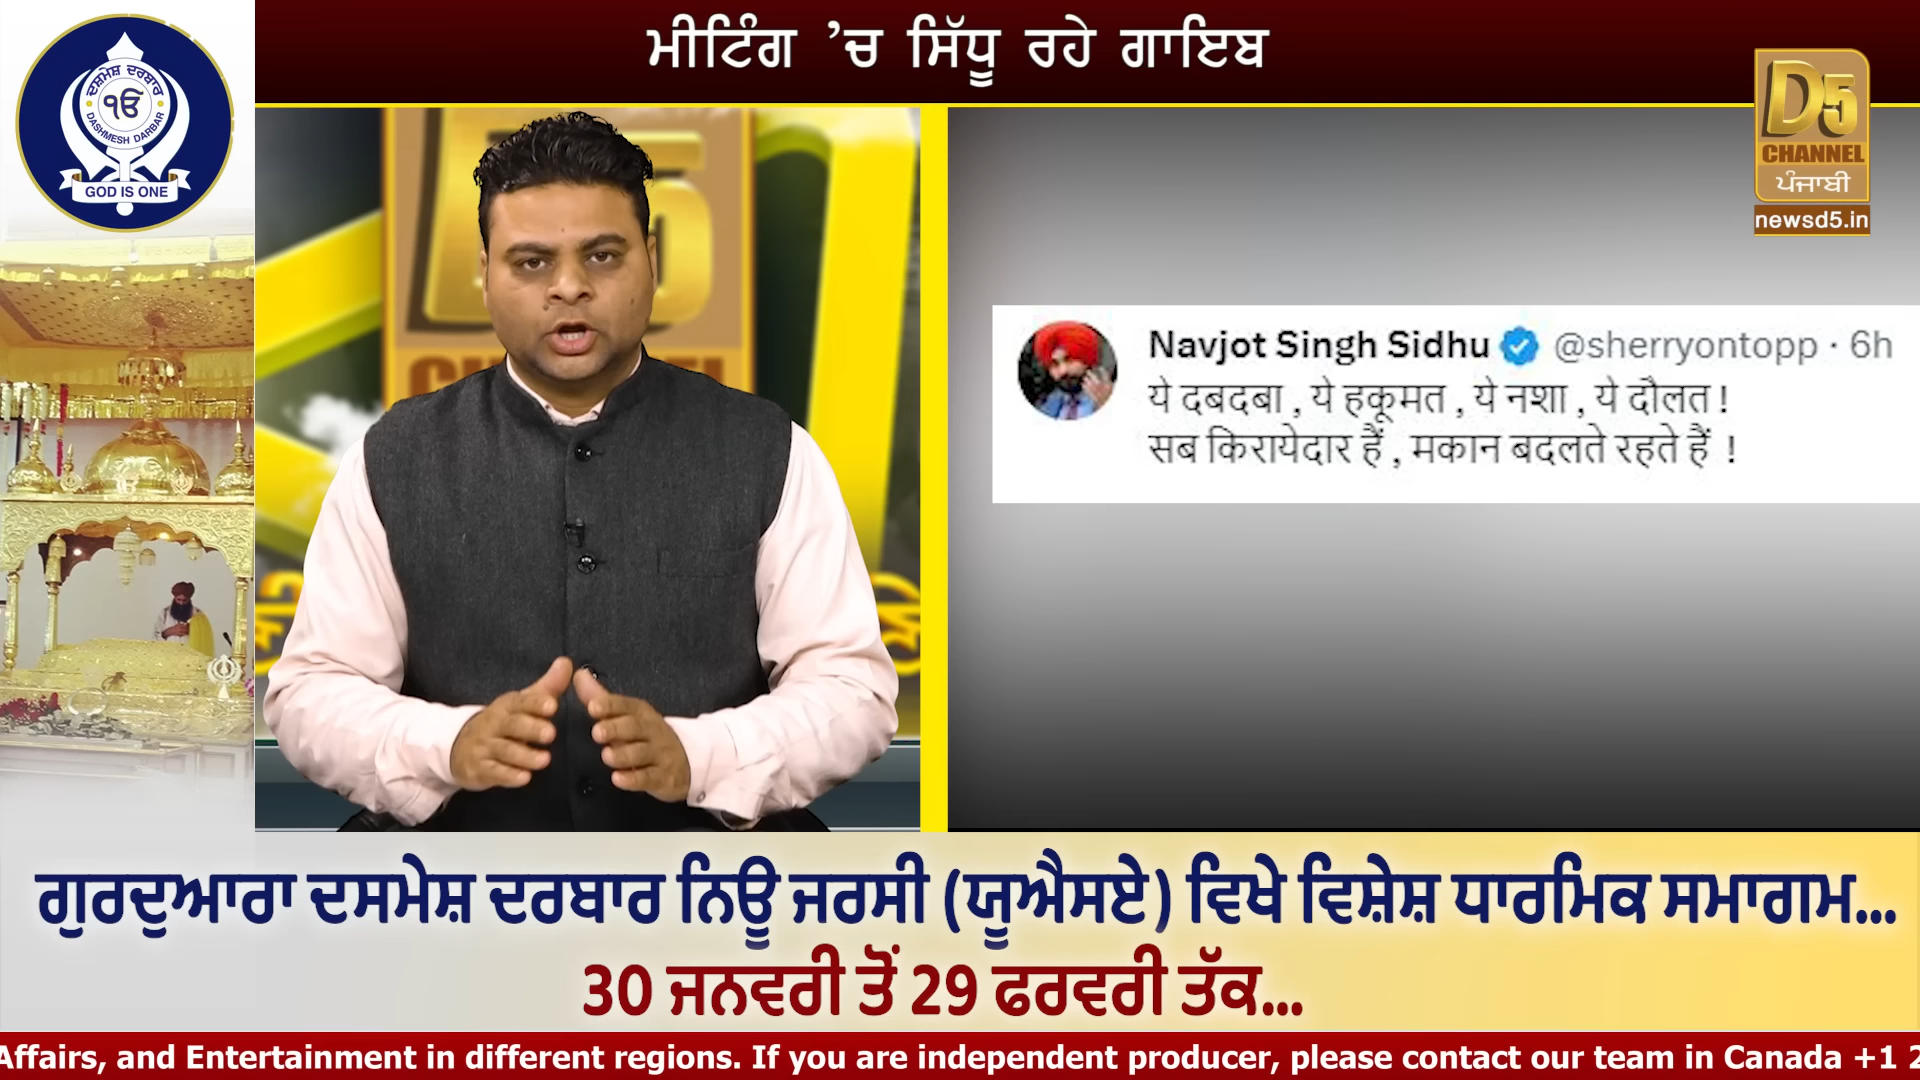 ਮੀਟਿੰਗ ’ਚ ਸਿੱਧੂ ਰਹੇ ਗਾਇਬ
ਦਸ਼ਮੇਸ਼ ਦਰਬਾਰ
ੴ
DASHMESH DARBAR
GOD IS ONE
D5
CHANNEL
ਪੰਜਾਬੀ
newsd5.in
Navjot Singh Sidhu @sherryontopp · 6h
ये दबदबा , ये हकूमत , ये नशा , ये दौलत !
सब किरायेदार हैं , मकान बदलते रहते हैं !
ਗੁਰਦੁਆਰਾ ਦਸਮੇਸ਼ ਦਰਬਾਰ ਨਿਊ ਜਰਸੀ (ਯੂਐਸਏ) ਵਿਖੇ ਵਿਸ਼ੇਸ਼ ਧਾਰਮਿਕ ਸਮਾਗਮ...
30 ਜਨਵਰੀ ਤੋਂ 29 ਫਰਵਰੀ ਤੱਕ...
Affairs, and Entertainment in different regions. If you are independent producer, please contact our team in Canada +1 2